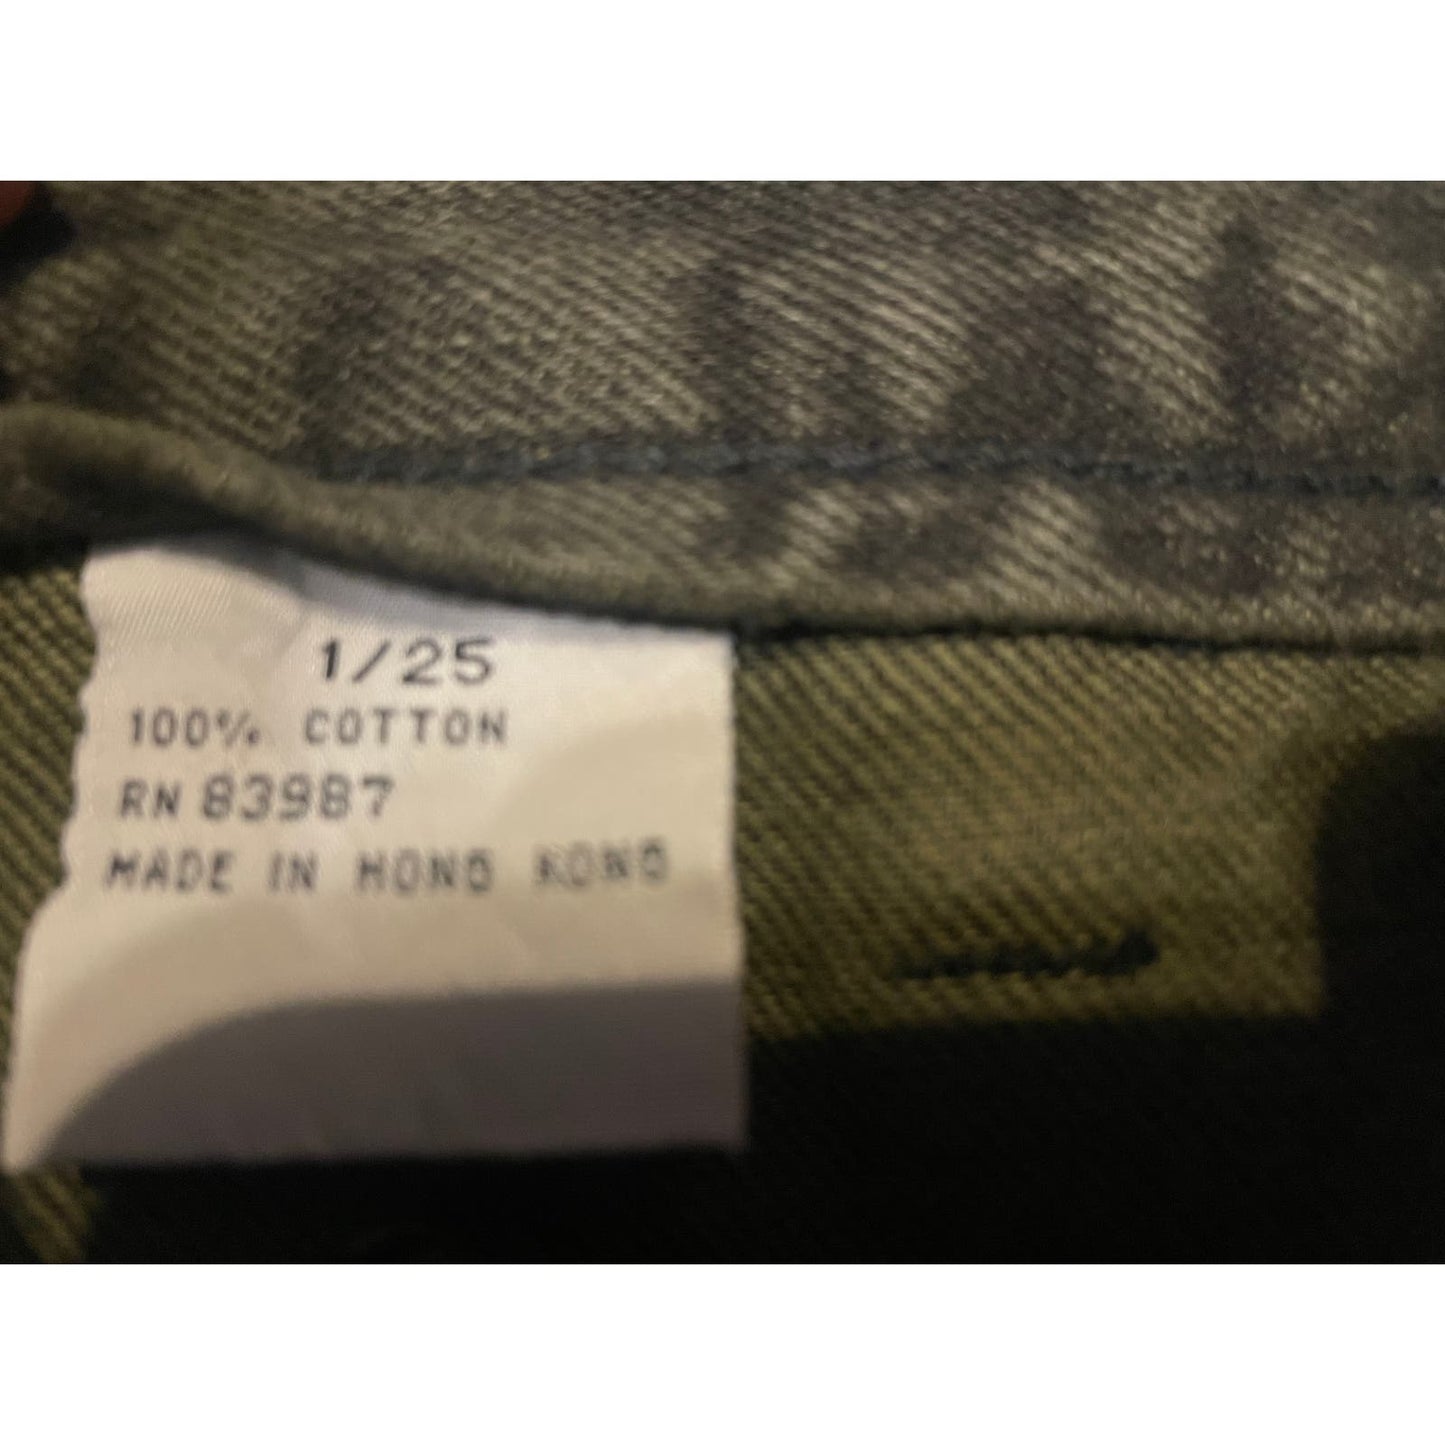 1/25
100% COTTON
RN 83987
MADE IN HONG KONG